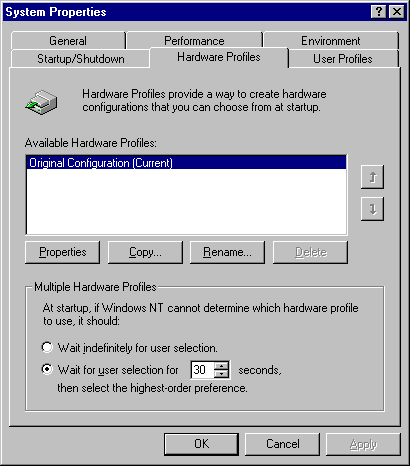 System Properties
General Performance Environment
Startup/Shutdown Hardware Profiles User Profiles
Hardware Profiles provide a way to create hardware
configurations that you can choose from at startup.
Available Hardware Profiles:
Original Configuration (Current)
Properties Copy... Rename... Delete
Multiple Hardware Profiles
At startup, if Windows NT cannot determine which hardware profile
to use, it should:
Wait indefinitely for user selection.
Wait for user selection for 30 seconds,
then select the highest-order preference.
OK Cancel Apply